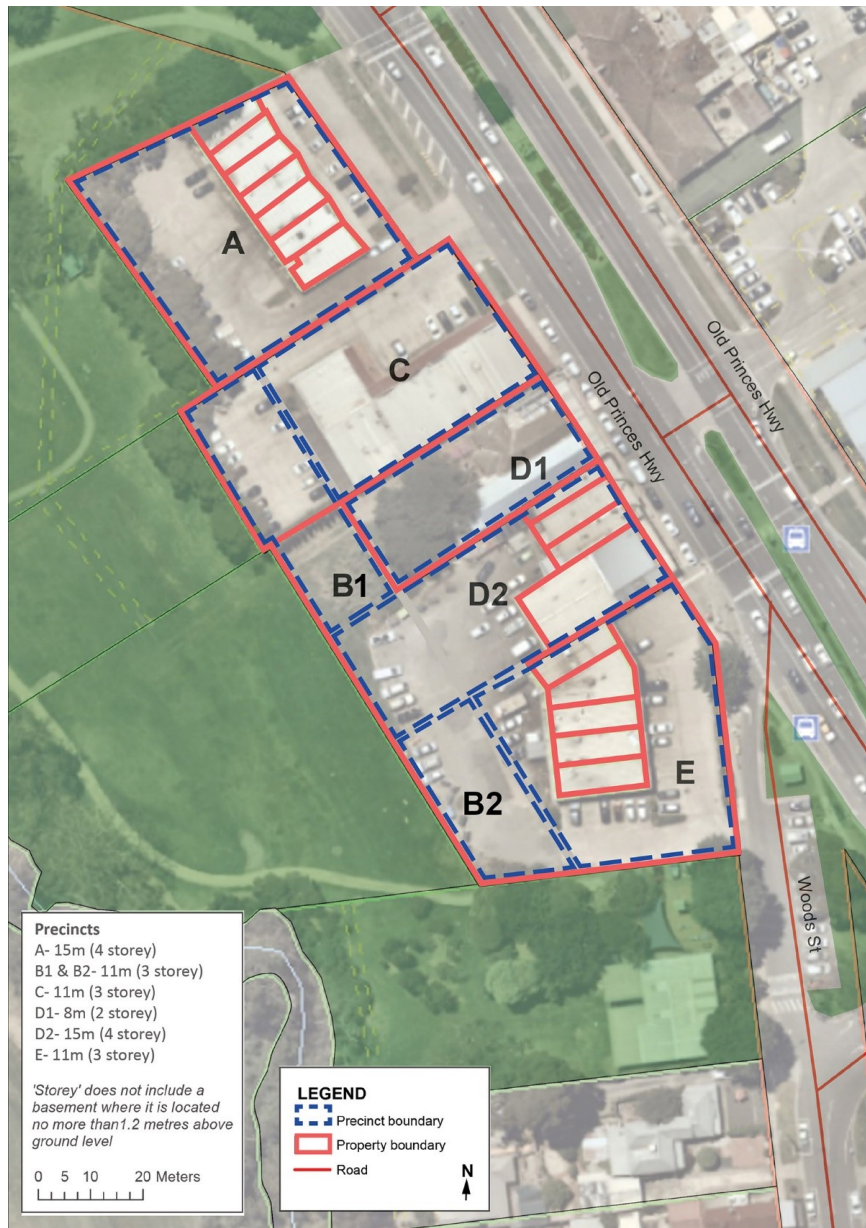 A
C
Old Princes Hwy
Old Princes Hwy
D1
B1
D2
E
B2
Woods St
Precincts
A- 15m (4 storey)
B1 & B2- 11m (3 storey)
C- 11m (3 storey)
D1- 8m (2 storey)
D2- 15m (4 storey)
E- 11m (3 storey)
'Storey' does not include a
basement where it is located
no more than1.2 metres above
ground level
0 5 10 20 Meters
LEGEND
Precinct boundary
Property boundary
Road
N